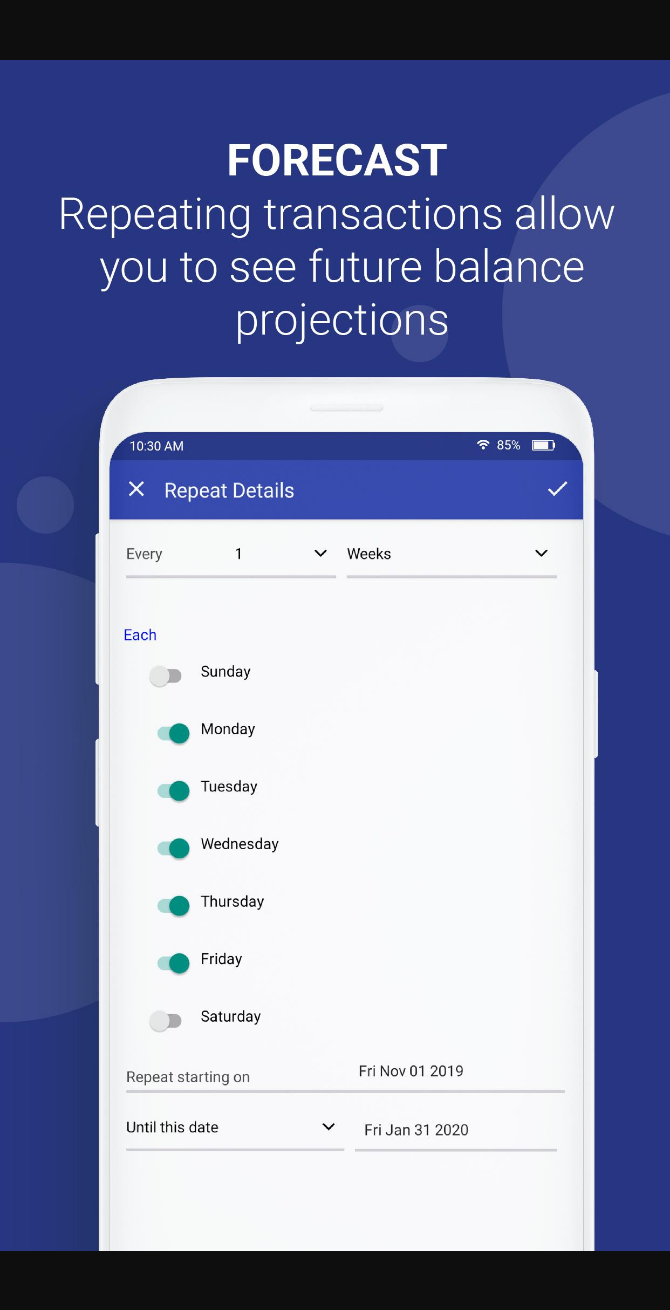 FORECAST
Repeating transactions allow
you to see future balance
projections
10:30 AM 85%
Repeat Details
Every 1 Weeks
Each
Sunday
Monday
Tuesday
Wednesday
Thursday
Friday
Saturday
Repeat starting on Fri Nov 01 2019
Until this date Fri Jan 31 2020